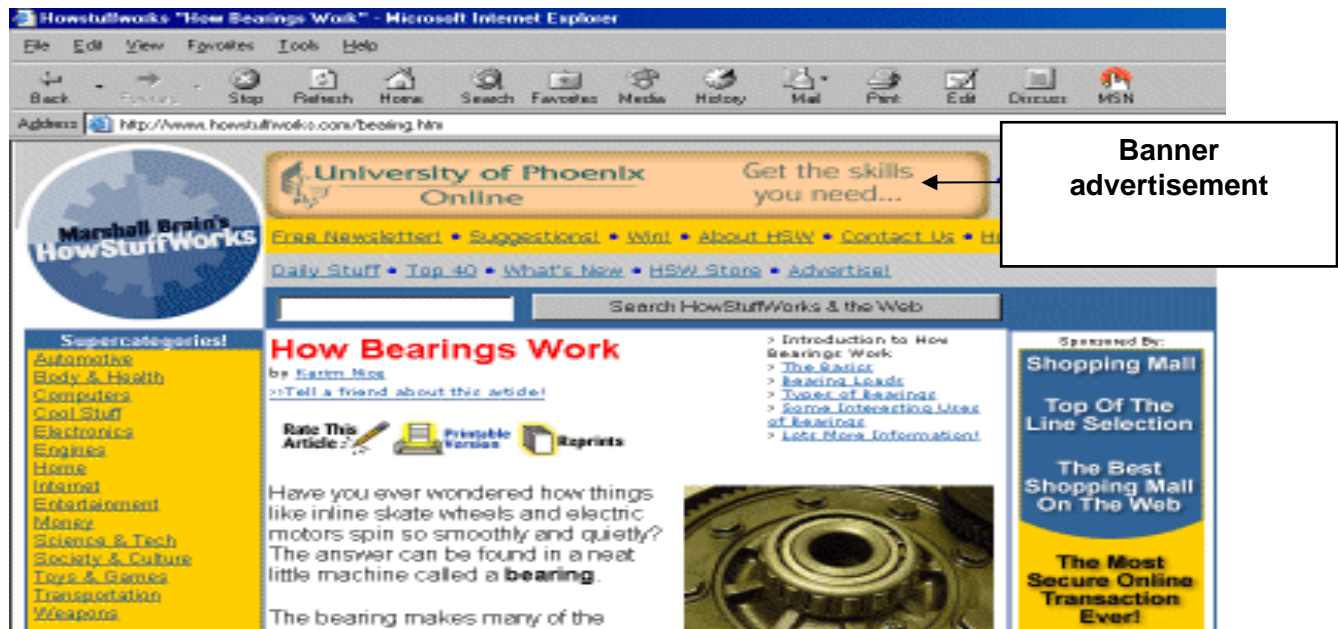 Howstuffworks "How Bearings Work" - Microsoft Internet Explorer
File Edit View Favorites Tools Help
Back Forward Stop Refresh Home Search Favorites Media History Mail Print Edit Discuss MSN
Address http://www.howstuffworks.com/bearing.htm
Banner
advertisement
University of Phoenix
Online
Get the skills
you need...
Marshall Brain's
HowStuffWorks
Free Newsletter! • Suggestions! • Win! • About HSW • Contact Us •
Daily Stuff • Top 40 • What's New • HSW Store • Advertise!
Search HowStuffWorks & the Web
Supercategories!
Automotive
Body & Health
Computers
Cool Stuff
Electronics
Engines
Home
Internet
Entertainment
Money
Science & Tech
Society & Culture
Toys & Games
Transportation
Weapons
How Bearings Work
by Karim Nice
>>Tell a friend about this article!
Rate This
Article
Printable
Version
Reprints
> Introduction to How
Bearings Work
> The Basics
> Bearing Loads
> Types of Bearings
> Some Interesting Uses
of Bearings
> Lots More Information!
Have you ever wondered how things
like inline skate wheels and electric
motors spin so smoothly and quietly?
The answer can be found in a neat
little machine called a bearing.
The bearing makes many of the
Sponsored By:
Shopping Mall
Top Of The
Line Selection
The Best
Shopping Mall
On The Web
The Most
Secure Online
Transaction
Ever!